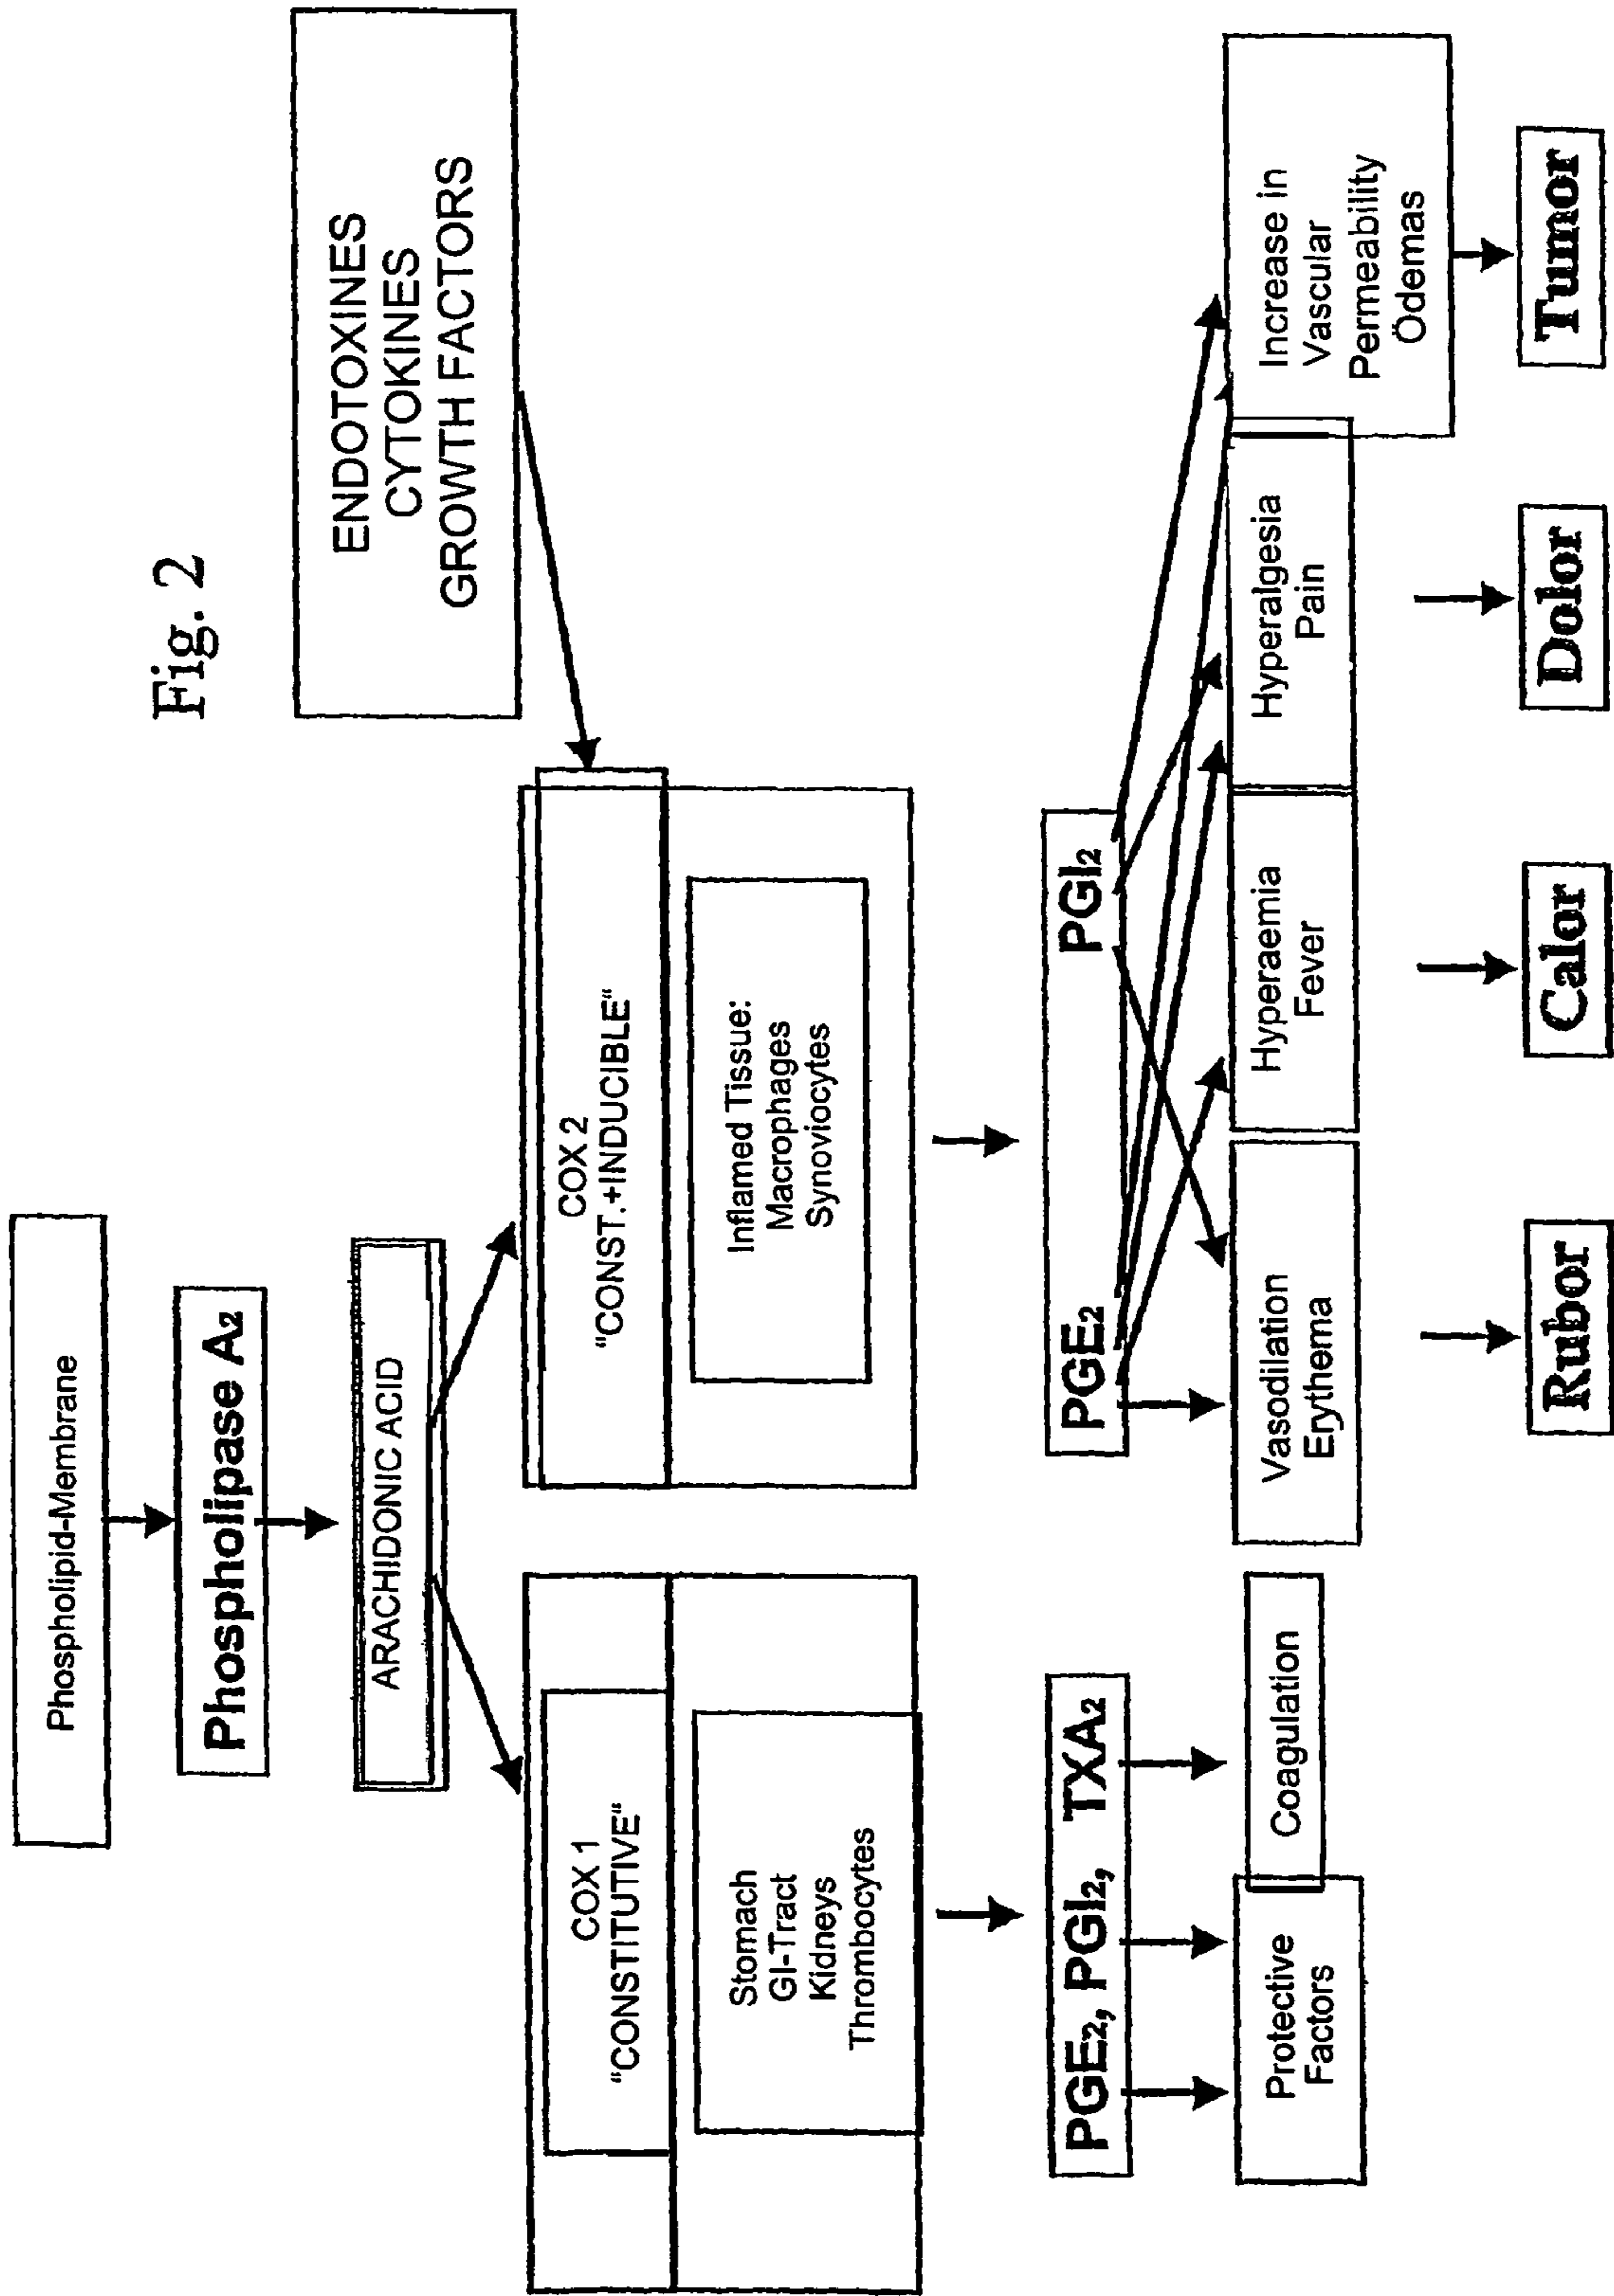 Fig. 2
Phospholipid-Membrane
Phospholipase A₂
ARACHIDONIC ACID
ENDOTOXINES
CYTOKINES
GROWTH FACTORS
COX 1
"CONSTITUTIVE"
Stomach
GI-Tract
Kidneys
Thrombocytes
COX 2
"CONST.+INDUCIBLE"
Inflamed Tissue:
Macrophages
Synoviocytes
PGE₂, PGI₂, TXA₂
PGE₂ PGI₂
Protective
Factors
Coagulation
Vasodilation
Erythema
Hyperaemia
Fever
Hyperalgesia
Pain
Increase in
Vascular
Permeability
Ödemas
Rubor
Calor
Dolor
Tumor